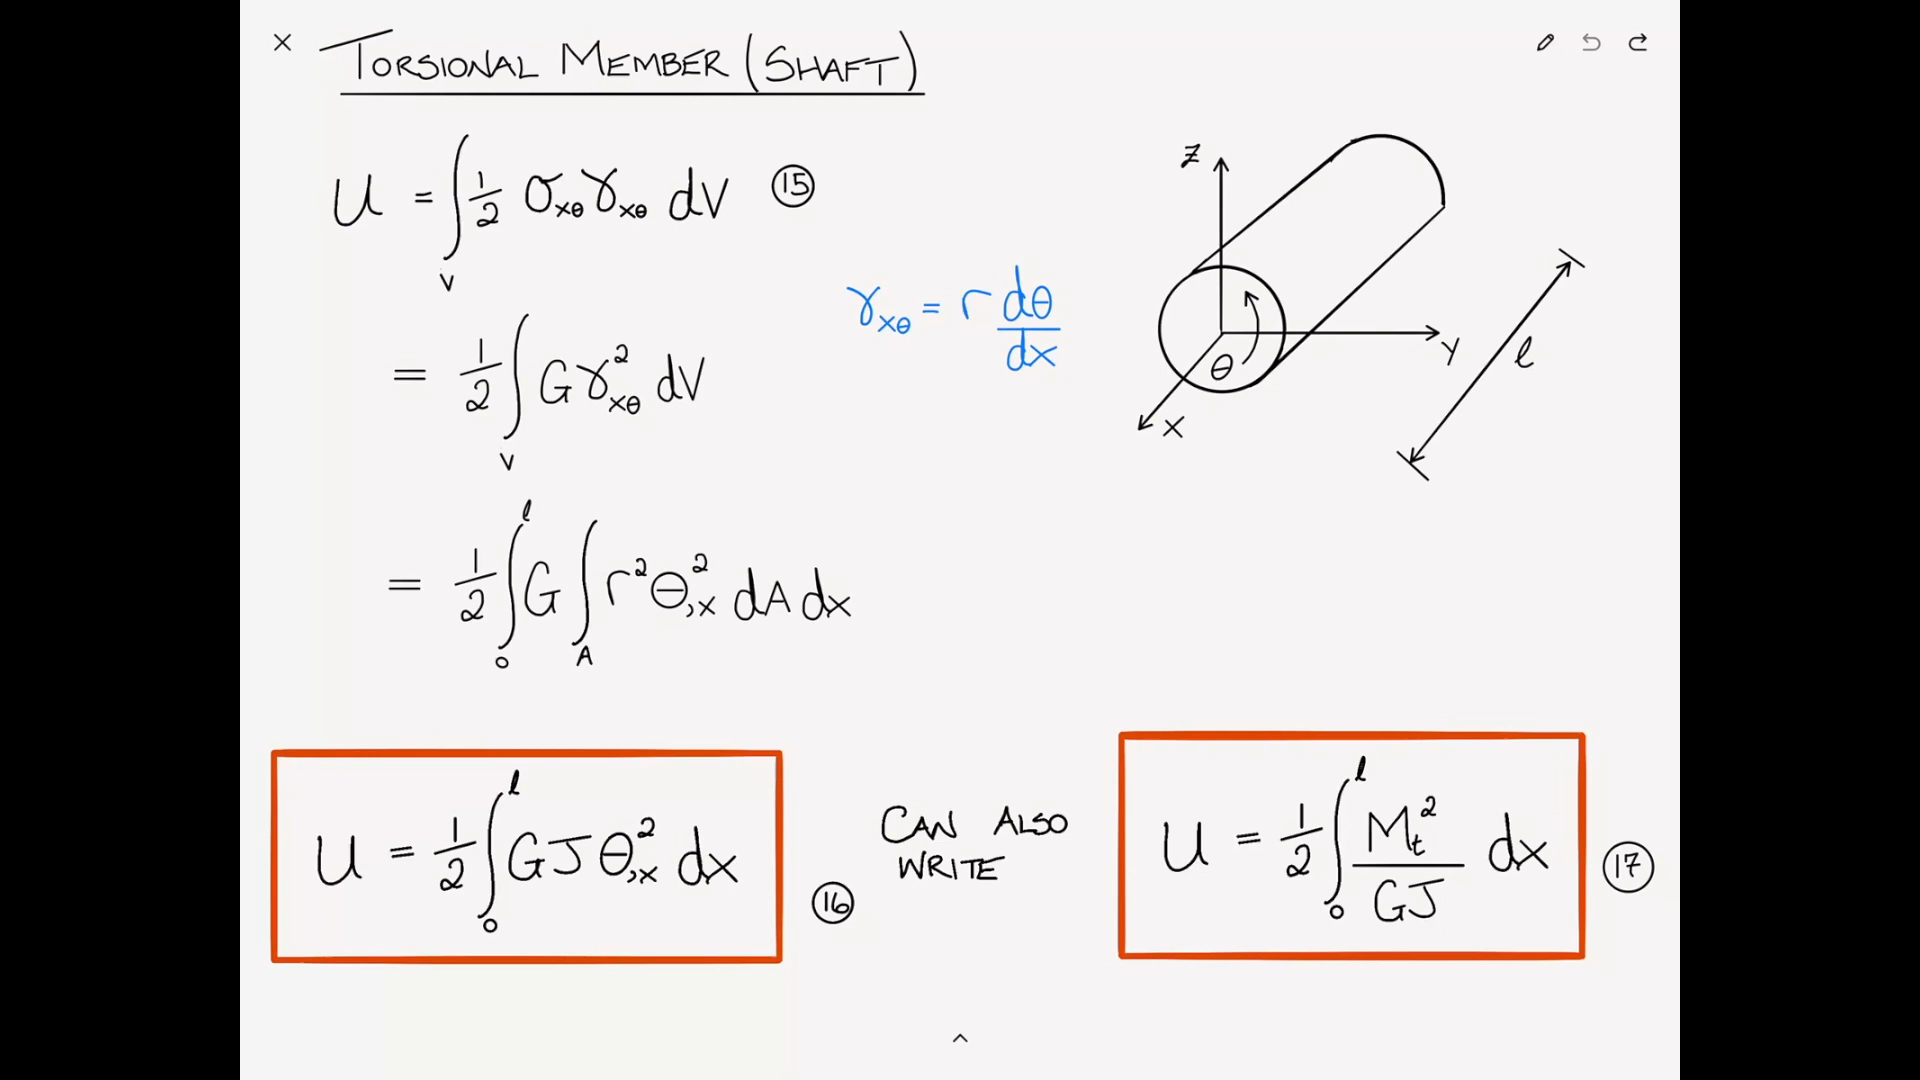 TORSIONAL MEMBER (SHAFT)
U = ∫_V 1/2 σ_xθ γ_xθ dV (15)
= 1/2 ∫_V G γ²_xθ dV
γ_xθ = r dθ/dx
= 1/2 ∫_0^l G ∫_A r² θ²_,x dA dx
z
y
x
θ
l
U = 1/2 ∫_0^l GJ θ²_,x dx (16)
CAN ALSO
WRITE
U = 1/2 ∫_0^l M_t²/GJ dx (17)